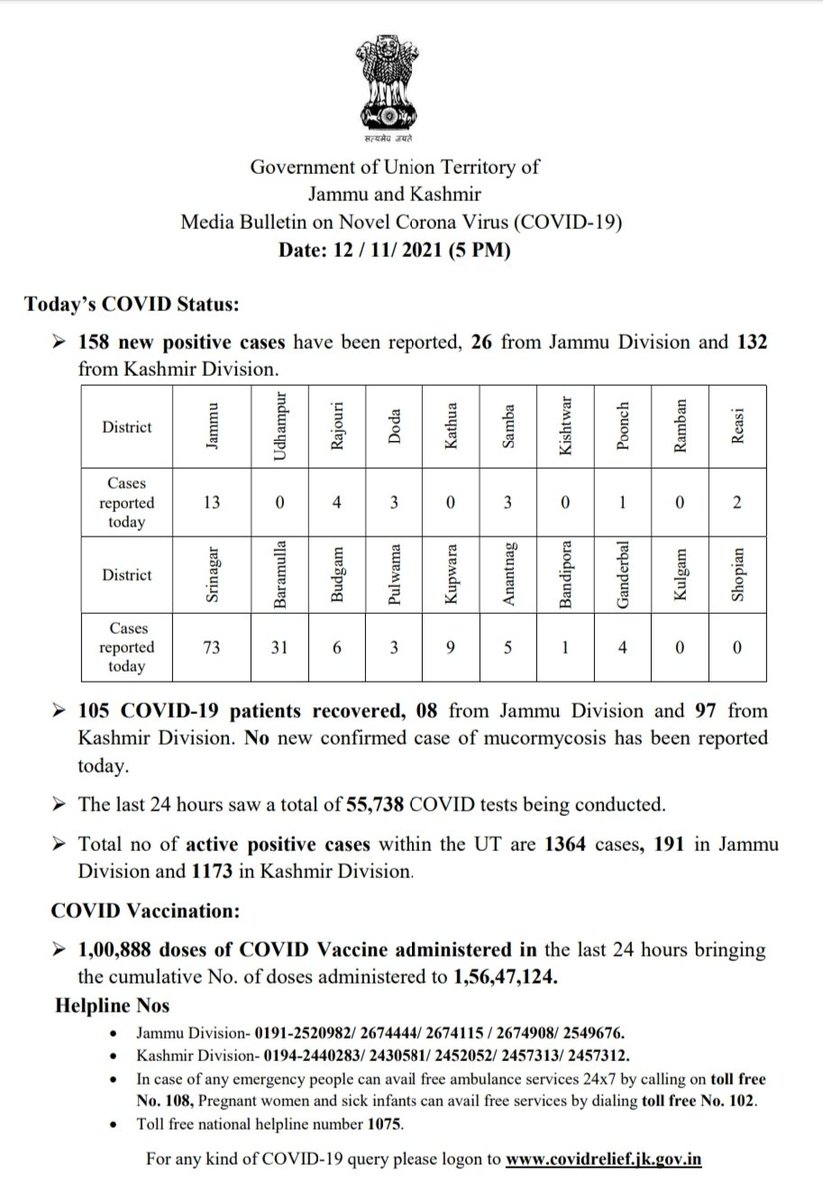 सत्यमेव जयते
Government of Union Territory of
Jammu and Kashmir
Media Bulletin on Novel Corona Virus (COVID-19)
Date: 12 / 11/ 2021 (5 PM)
Today’s COVID Status:
➢ 158 new positive cases have been reported, 26 from Jammu Division and 132
from Kashmir Division.
District Jammu Udhampur Rajouri Doda Kathua Samba Kishtwar Poonch Ramban Reasi
Cases
reported
today
13 0 4 3 0 3 0 1 0 2
District Srinagar Baramulla Budgam Pulwama Kupwara Anantnag Bandipora Ganderbal Kulgam Shopian
Cases
reported
today
73 31 6 3 9 5 1 4 0 0
➢ 105 COVID-19 patients recovered, 08 from Jammu Division and 97 from
Kashmir Division. No new confirmed case of mucormycosis has been reported
today.
➢ The last 24 hours saw a total of 55,738 COVID tests being conducted.
➢ Total no of active positive cases within the UT are 1364 cases, 191 in Jammu
Division and 1173 in Kashmir Division.
COVID Vaccination:
➢ 1,00,888 doses of COVID Vaccine administered in the last 24 hours bringing
the cumulative No. of doses administered to 1,56,47,124.
Helpline Nos
• Jammu Division- 0191-2520982/ 2674444/ 2674115 / 2674908/ 2549676.
• Kashmir Division- 0194-2440283/ 2430581/ 2452052/ 2457313/ 2457312.
• In case of any emergency people can avail free ambulance services 24x7 by calling on toll free
No. 108, Pregnant women and sick infants can avail free services by dialing toll free No. 102.
• Toll free national helpline number 1075.
For any kind of COVID-19 query please logon to www.covidrelief.jk.gov.in